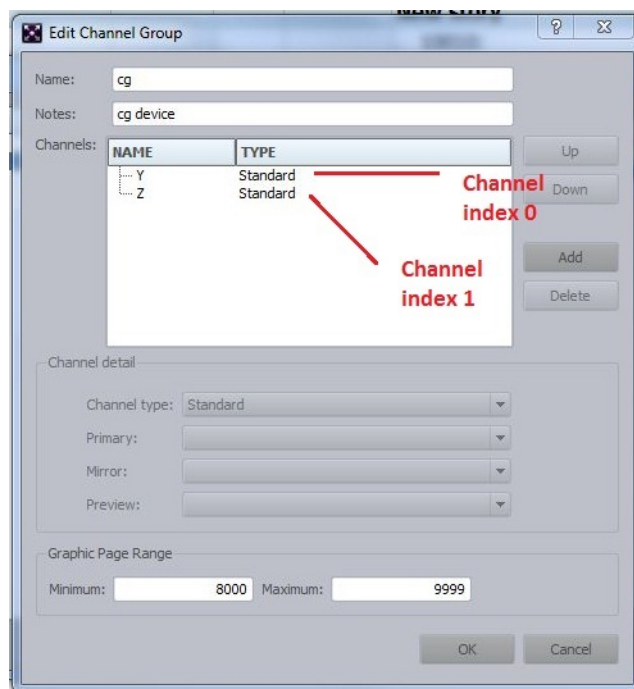 New story
Edit Channel Group
Name: cg
Notes: cg device
Channels:
NAME TYPE
Y Standard
Z Standard
Channel index 0
Channel index 1
Up
Down
Add
Delete
Channel detail
Channel type: Standard
Primary:
Mirror:
Preview:
Graphic Page Range
Minimum: 8000 Maximum: 9999
OK Cancel